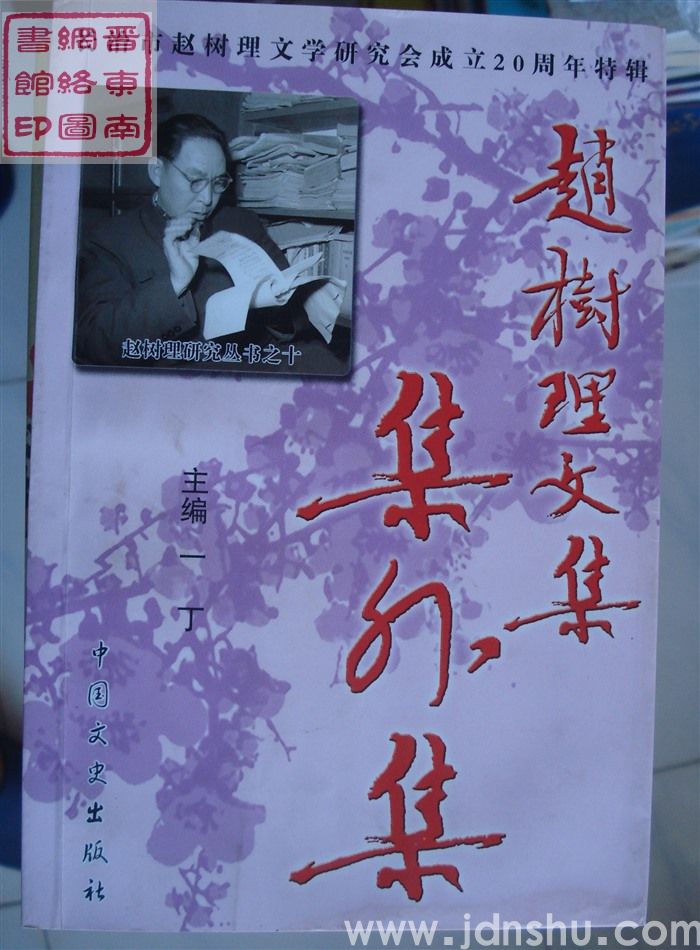 晋東南
網絡圖
書館印
市赵树理文学研究会成立20周年特辑
趙樹理文集
集外集
赵树理研究丛书之十
主编 一丁
中国文史出版社
www.jdnshu.com